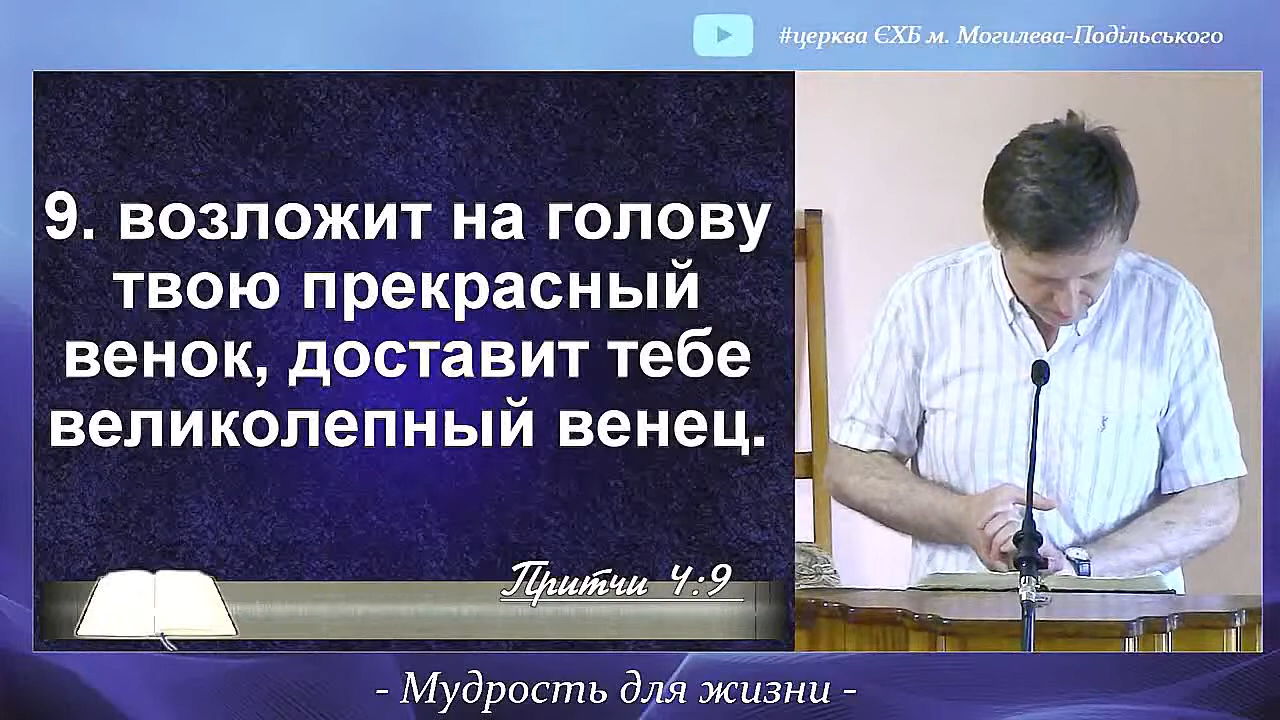 #церква ЄХБ м. Могилева-Подільського
9. возложит на голову
твою прекрасный
венок, доставит тебе
великолепный венец.
Притчи 4:9
- Мудрость для жизни -